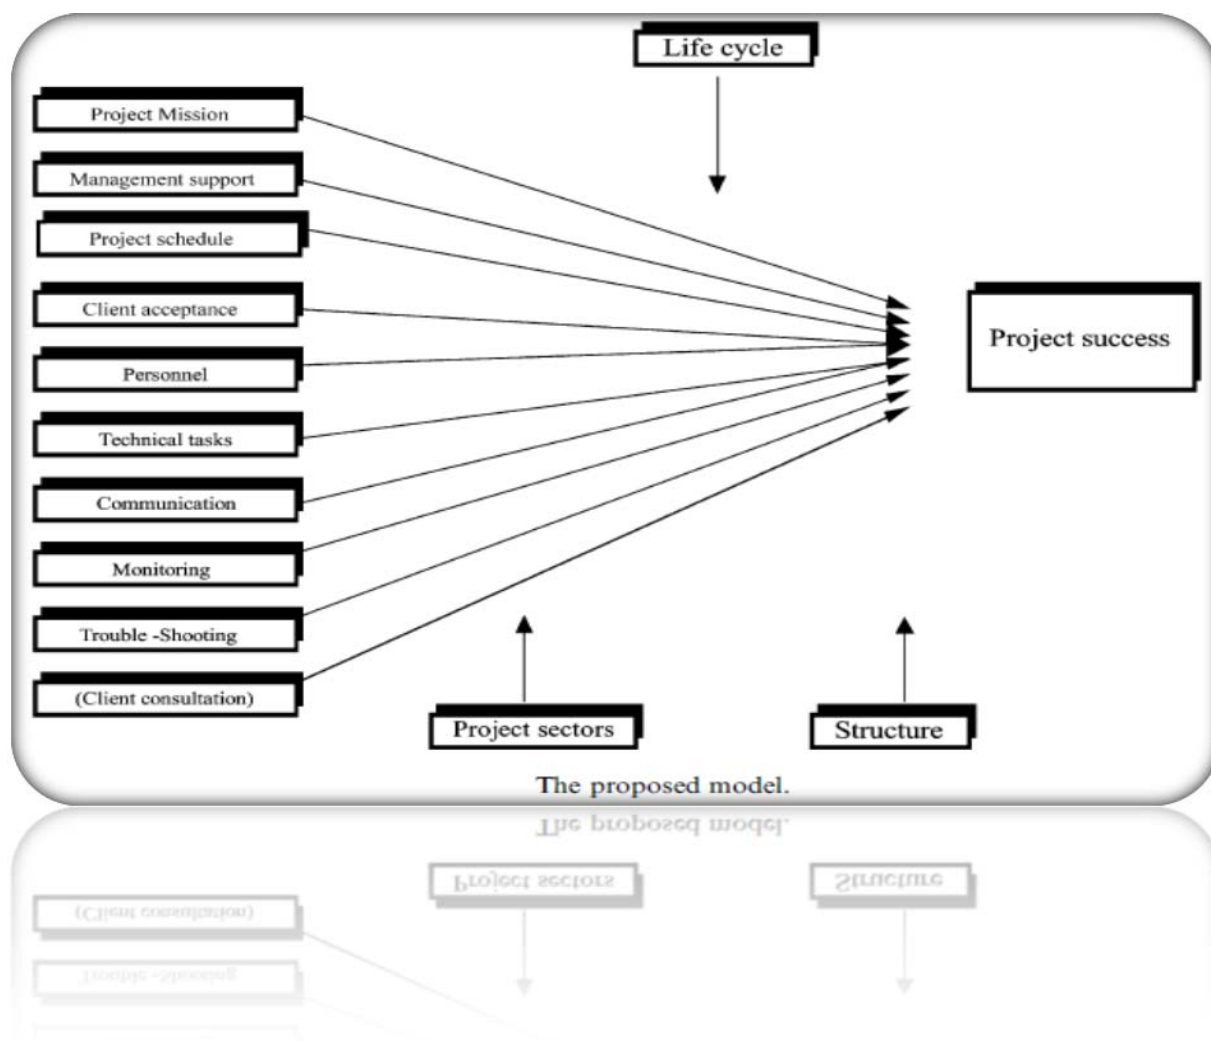 Life cycle
Project Mission
Management support
Project schedule
Client acceptance
Personnel
Technical tasks
Communication
Monitoring
Trouble -Shooting
(Client consultation)
Project success
Project sectors
Structure
The proposed model.